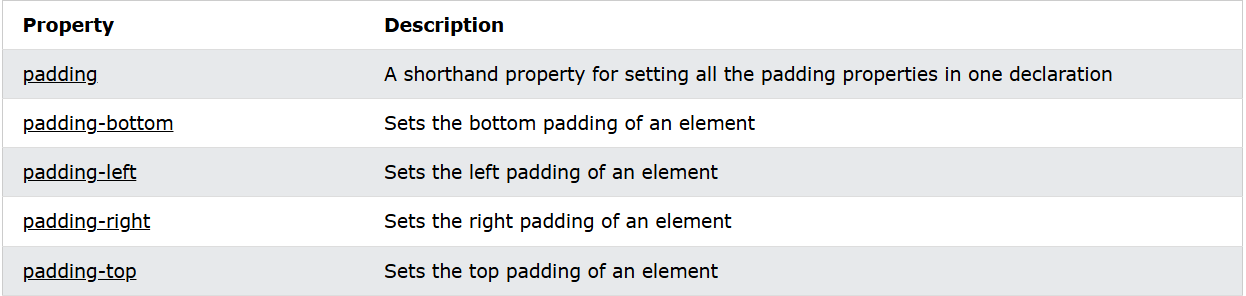 Property Description
padding A shorthand property for setting all the padding properties in one declaration
padding-bottom Sets the bottom padding of an element
padding-left Sets the left padding of an element
padding-right Sets the right padding of an element
padding-top Sets the top padding of an element